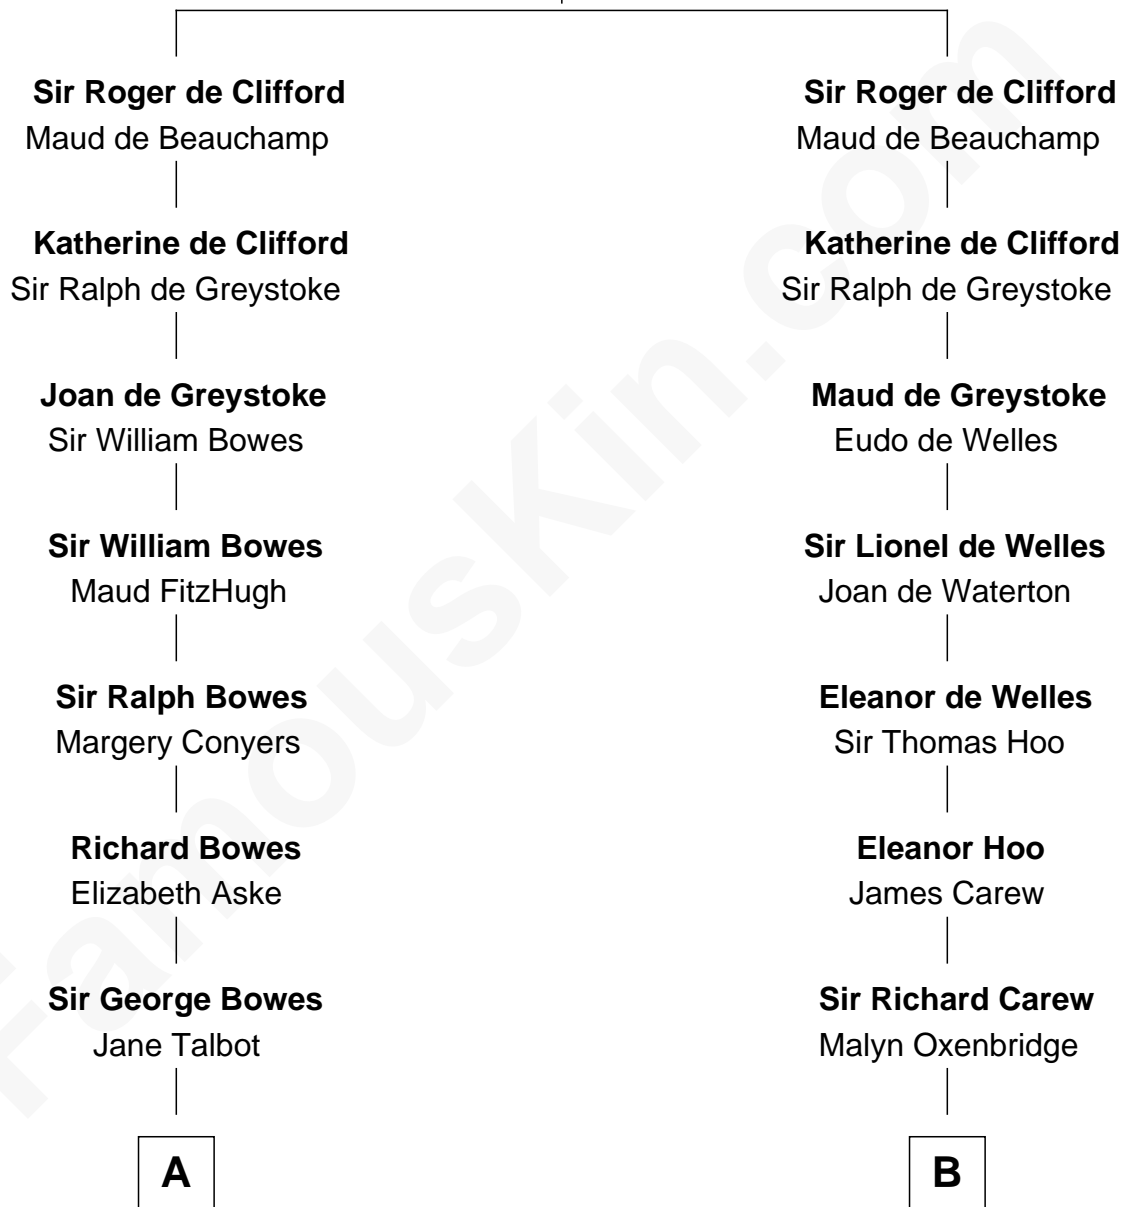 Sir Roger de Clifford
Maud de Beauchamp
Katherine de Clifford
Sir Ralph de Greystoke
Joan de Greystoke
Sir William Bowes
Sir William Bowes
Maud FitzHugh
Sir Ralph Bowes
Margery Conyers
Richard Bowes
Elizabeth Aske
Sir George Bowes
Jane Talbot
A
Sir Roger de Clifford
Maud de Beauchamp
Katherine de Clifford
Sir Ralph de Greystoke
Maud de Greystoke
Eudo de Welles
Sir Lionel de Welles
Joan de Waterton
Eleanor de Welles
Sir Thomas Hoo
Eleanor Hoo
James Carew
Sir Richard Carew
Malyn Oxenbridge
B
FamousKin.com